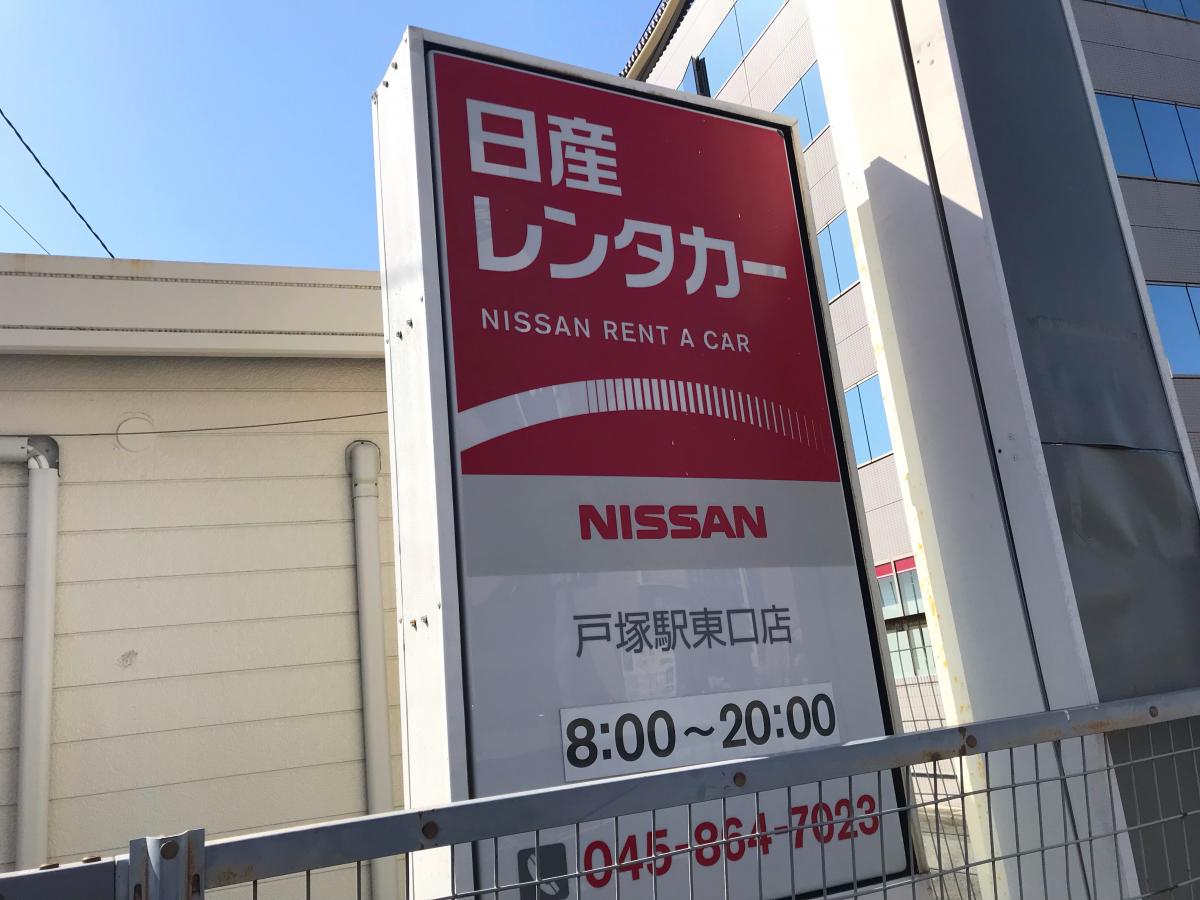 日産
レンタカー
NISSAN RENT A CAR
NISSAN
戸塚駅東口店
8:00～20:00
045-864-7023